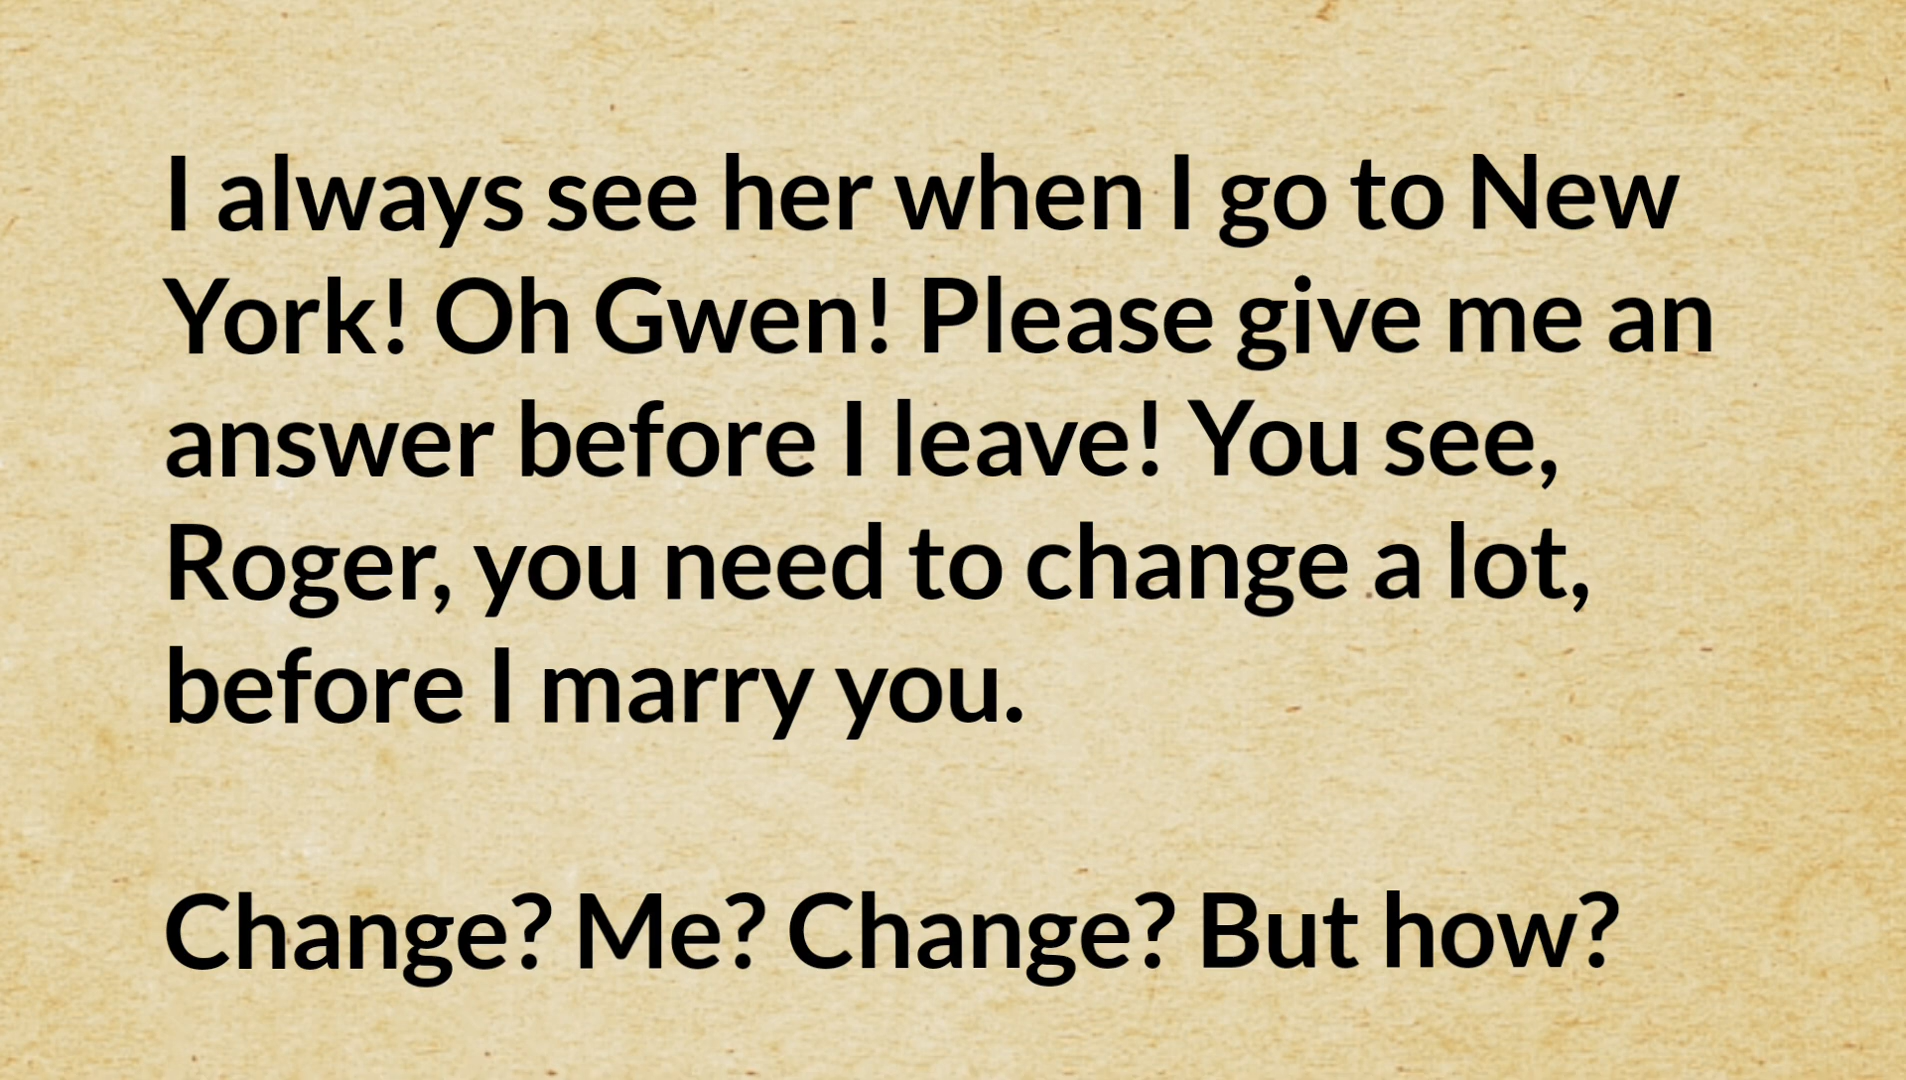 I always see her when I go to New
York! Oh Gwen! Please give me an
answer before I leave! You see,
Roger, you need to change a lot,
before I marry you.
Change? Me? Change? But how?